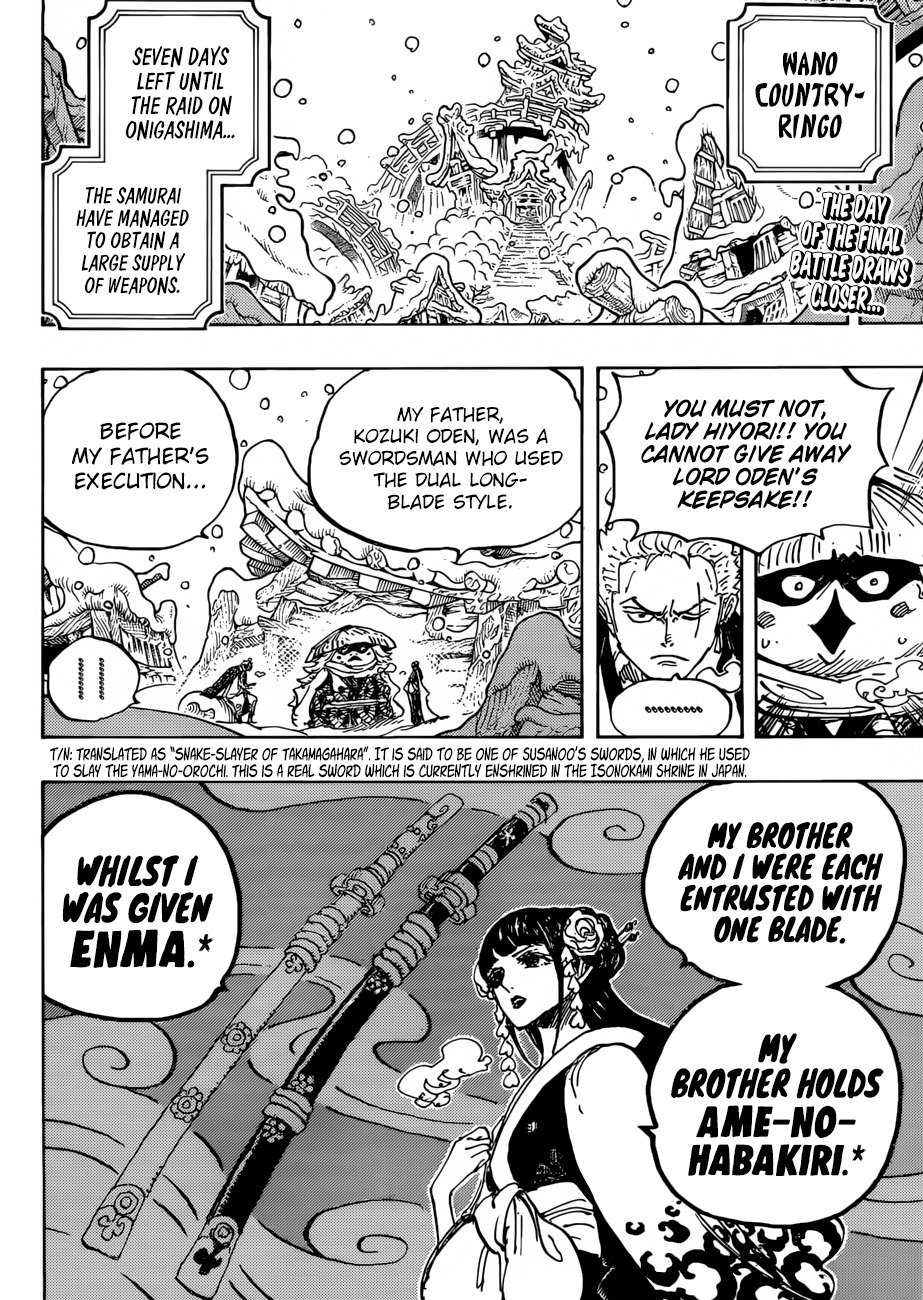 WANO
COUNTRY-
RINGO
THE DAY
OF THE FINAL
BATTLE DRAWS
CLOSER...
SEVEN DAYS
LEFT UNTIL
THE RAID ON
ONIGASHIMA...
THE SAMURAI
HAVE MANAGED
TO OBTAIN A
LARGE SUPPLY
OF WEAPONS.
YOU MUST NOT,
LADY HIYORI!! YOU
CANNOT GIVE AWAY
LORD ODEN'S
KEEPSAKE!!
..........
MY FATHER,
KOZUKI ODEN, WAS A
SWORDSMAN WHO USED
THE DUAL LONG-
BLADE STYLE.
BEFORE
MY FATHER'S
EXECUTION...
T/N: TRANSLATED AS "SNAKE-SLAYER OF TAKAMAGAHARA". IT IS SAID TO BE ONE OF SUSANOO'S SWORDS, IN WHICH HE USED
TO SLAY THE YAMA-NO-OROCHI. THIS IS A REAL SWORD WHICH IS CURRENTLY ENSHRINED IN THE ISONOKAMI SHRINE IN JAPAN.
MY BROTHER
AND I WERE EACH
ENTRUSTED WITH
ONE BLADE.
MY
BROTHER HOLDS
AME-NO-
HABAKIRI.*
WHILST I
WAS GIVEN
ENMA.*